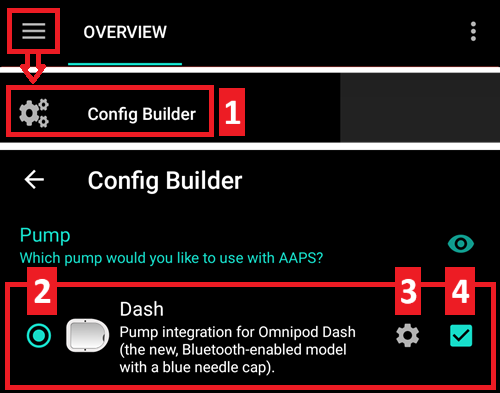 OVERVIEW
Config Builder 1
Config Builder
Pump
Which pump would you like to use with AAPS?
2 3 4
Dash
Pump integration for Omnipod Dash
(the new, Bluetooth-enabled model
with a blue needle cap).